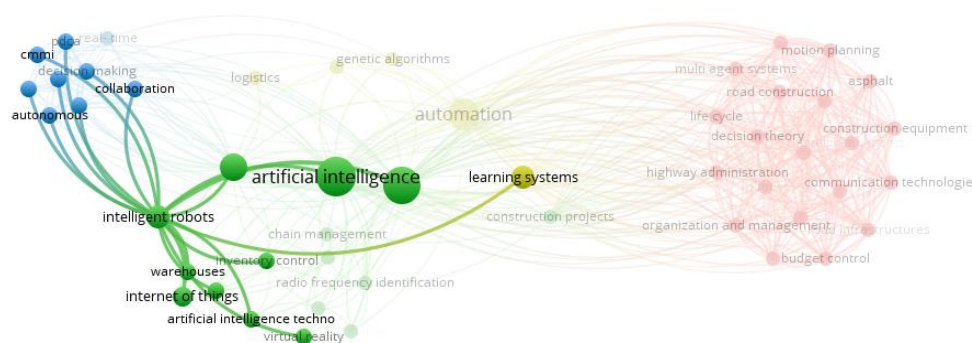 pdca
real-time
cmmi
decision making
collaboration
autonomous
logistics
genetic algorithms
automation
motion planning
multi agent systems
asphalt
road construction
life cycle
decision theory
construction equipment
artificial intelligence
learning systems
highway administration
communication technologie
intelligent robots
construction projects
organization and management
infrastructures
chain management
warehouses
inventory control
budget control
internet of things
radio frequency identification
artificial intelligence techno
virtual reality